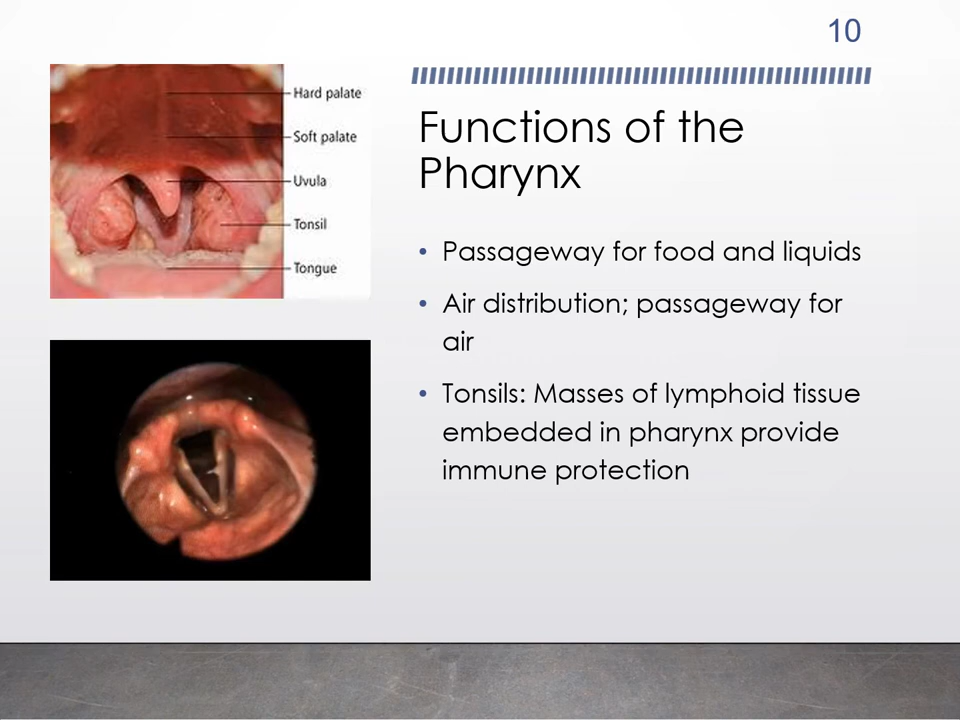 10
Hard palate
Soft palate
Uvula
Tonsil
Tongue
Functions of the
Pharynx
• Passageway for food and liquids
• Air distribution; passageway for
air
• Tonsils: Masses of lymphoid tissue
embedded in pharynx provide
immune protection